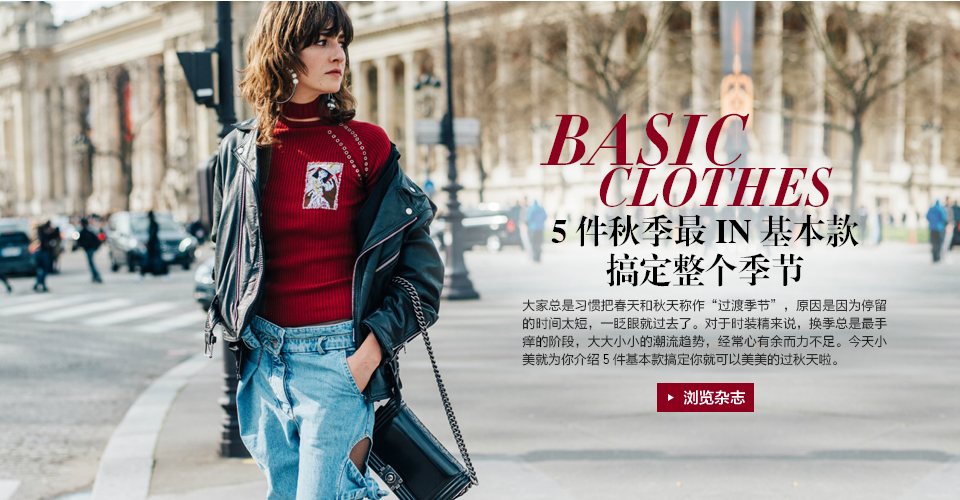 BASIC
CLOTHES
5 件秋季最 IN 基本款
搞定整个季节
大家总是习惯把春天和秋天称作“过渡季节”，原因是因为停留
的时间太短，一眨眼就过去了。对于时装精来说，换季总是最手
痒的阶段，大大小小的潮流趋势，经常心有余而力不足。今天小
美就为你介绍 5 件基本款搞定你就可以美美的过秋天啦。
浏览杂志